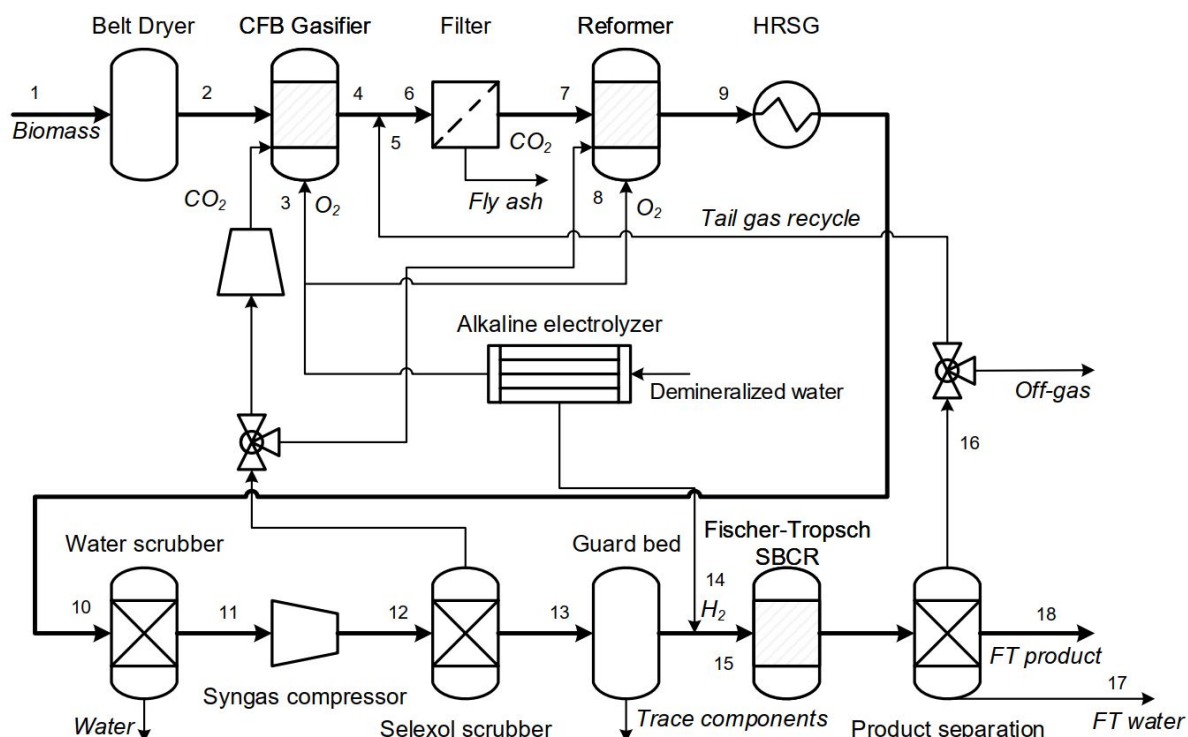 Belt Dryer
CFB Gasifier
Filter
Reformer
HRSG
1
2
4
6
7
9
Biomass
5
CO2
CO2
3
O2
Fly ash
8
O2
Tail gas recycle
Alkaline electrolyzer
Demineralized water
Off-gas
16
Water scrubber
Guard bed
Fischer-Tropsch
SBCR
10
11
12
13
14
H2
15
18
FT product
17
Syngas compressor
Water
Selexol scrubber
Trace components
Product separation
FT water